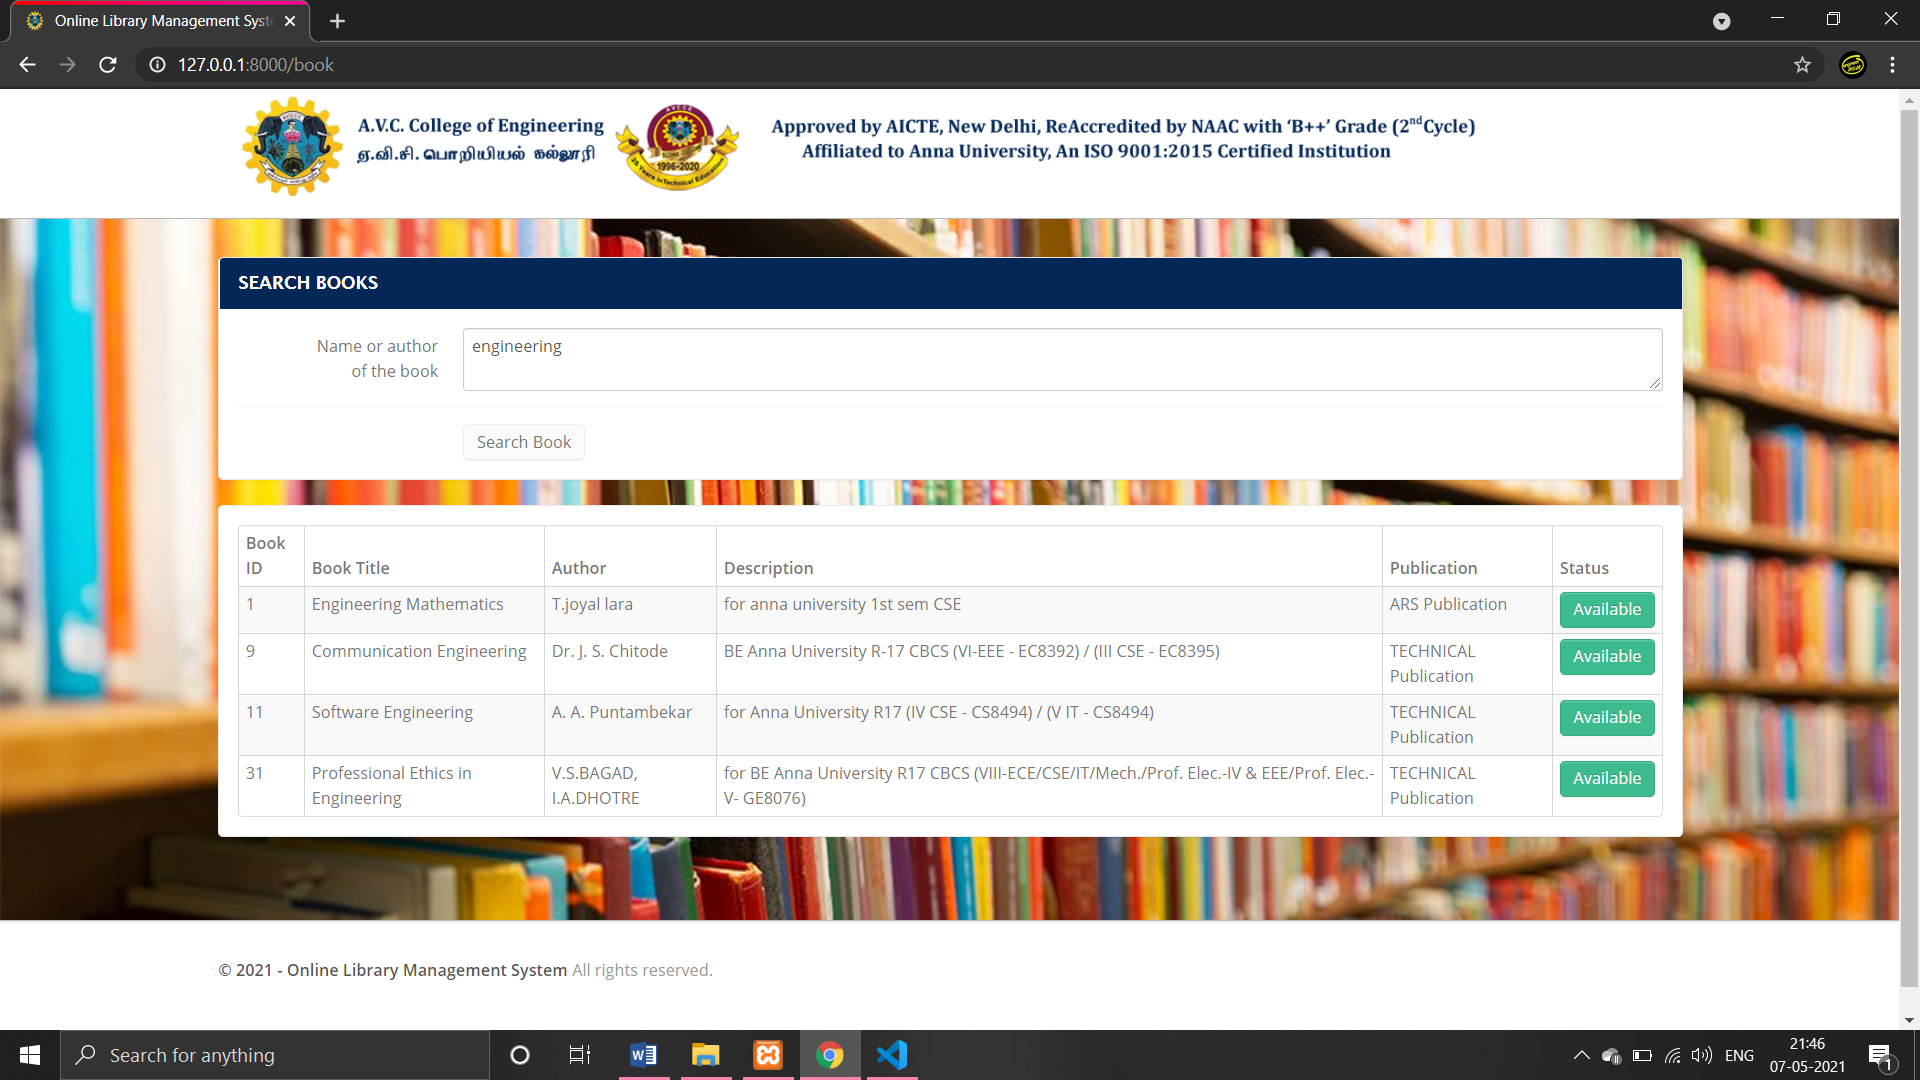 Online Library Management Syst
127.0.0.1:8000/book
A.V.C. College of Engineering
ஏ.வி.சி. பொறியியல் கல்லூரி
AVCCE
1996-2020
25 Years in Technical Education
Approved by AICTE, New Delhi, ReAccredited by NAAC with ‘B++’ Grade (2nd Cycle)
Affiliated to Anna University, An ISO 9001:2015 Certified Institution
SEARCH BOOKS
Name or author
of the book
engineering
Search Book
Book
ID Book Title Author Description Publication Status
1 Engineering Mathematics T.joyal lara for anna university 1st sem CSE ARS Publication Available
9 Communication Engineering Dr. J. S. Chitode BE Anna University R-17 CBCS (VI-EEE - EC8392) / (III CSE - EC8395) TECHNICAL Available
Publication
11 Software Engineering A. A. Puntambekar for Anna University R17 (IV CSE - CS8494) / (V IT - CS8494) TECHNICAL Available
Publication
31 Professional Ethics in V.S.BAGAD, for BE Anna University R17 CBCS (VIII-ECE/CSE/IT/Mech./Prof. Elec.-IV & EEE/Prof. Elec.- TECHNICAL Available
Engineering I.A.DHOTRE V- GE8076) Publication
© 2021 - Online Library Management System All rights reserved.
Search for anything
ENG
21:46
07-05-2021
1